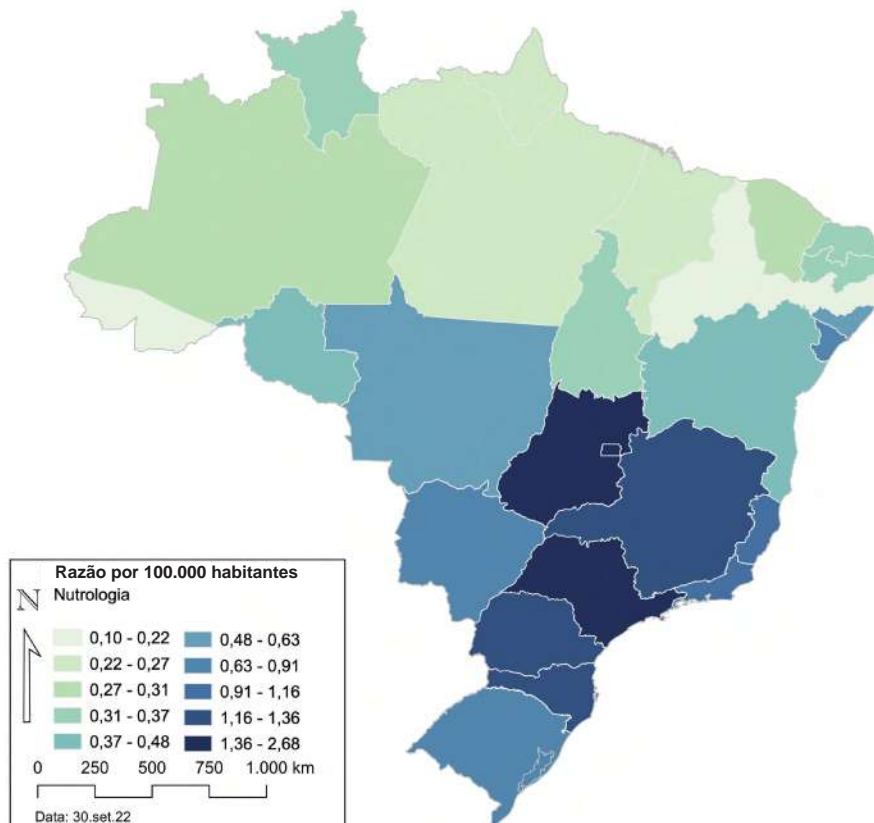 Razão por 100.000 habitantes
N Nutrologia
0,10 - 0,22 0,48 - 0,63
0,22 - 0,27 0,63 - 0,91
0,27 - 0,31 0,91 - 1,16
0,31 - 0,37 1,16 - 1,36
0,37 - 0,48 1,36 - 2,68
0 250 500 750 1.000 km
Data: 30.set.22